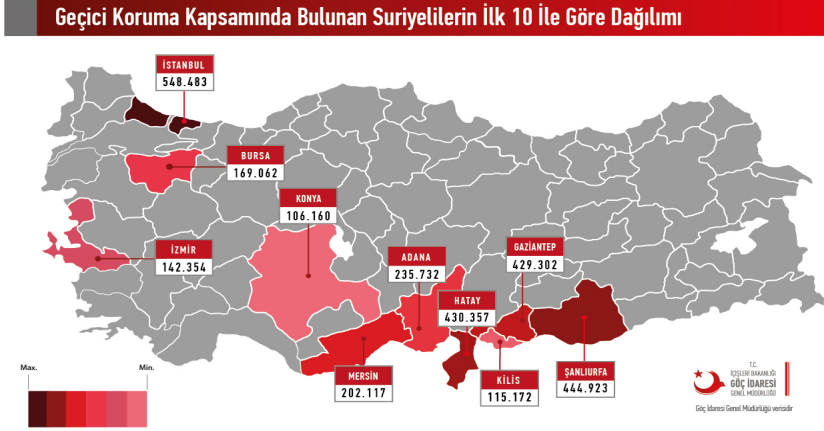 Geçici Koruma Kapsamında Bulunan Suriyelilerin İlk 10 İle Göre Dağılımı
İSTANBUL
548.483
BURSA
169.062
KONYA
106.160
İZMİR
142.354
ADANA
235.732
GAZİANTEP
429.302
HATAY
430.357
MERSİN
202.117
KİLİS
115.172
ŞANLIURFA
444.923
Max.
Min.
T.C.
İÇİŞLERİ BAKANLIĞI
GÖÇ İDARESİ
GENEL MÜDÜRLÜĞÜ
Göç İdaresi Genel Müdürlüğü verisidir